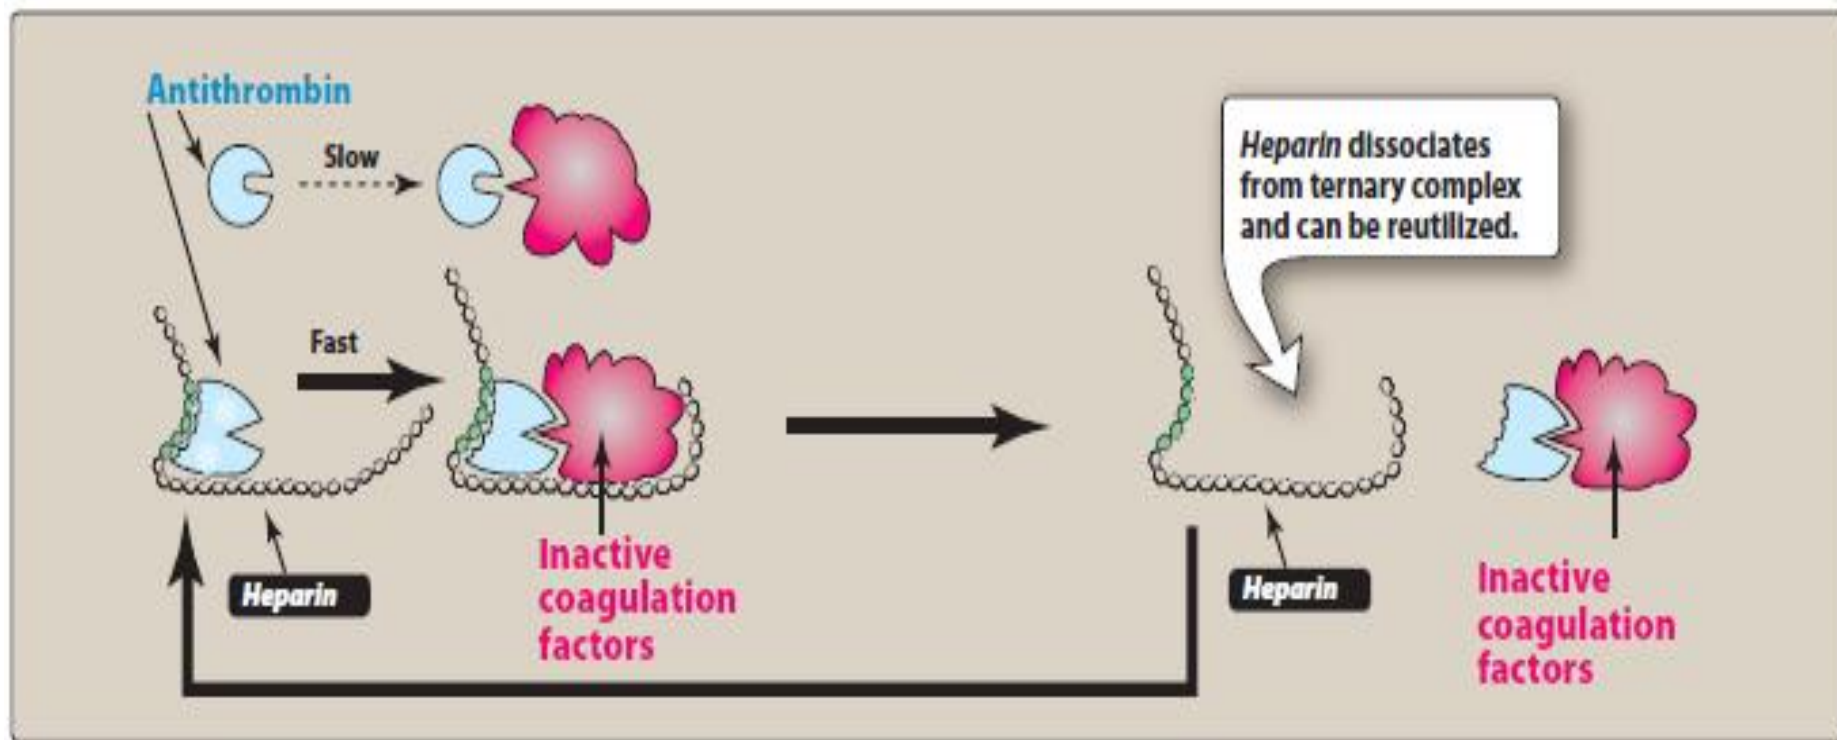 Antithrombin
Slow
Heparin dissociates
from ternary complex
and can be reutilized.
Fast
Heparin
Inactive
coagulation
factors
Heparin
Inactive
coagulation
factors